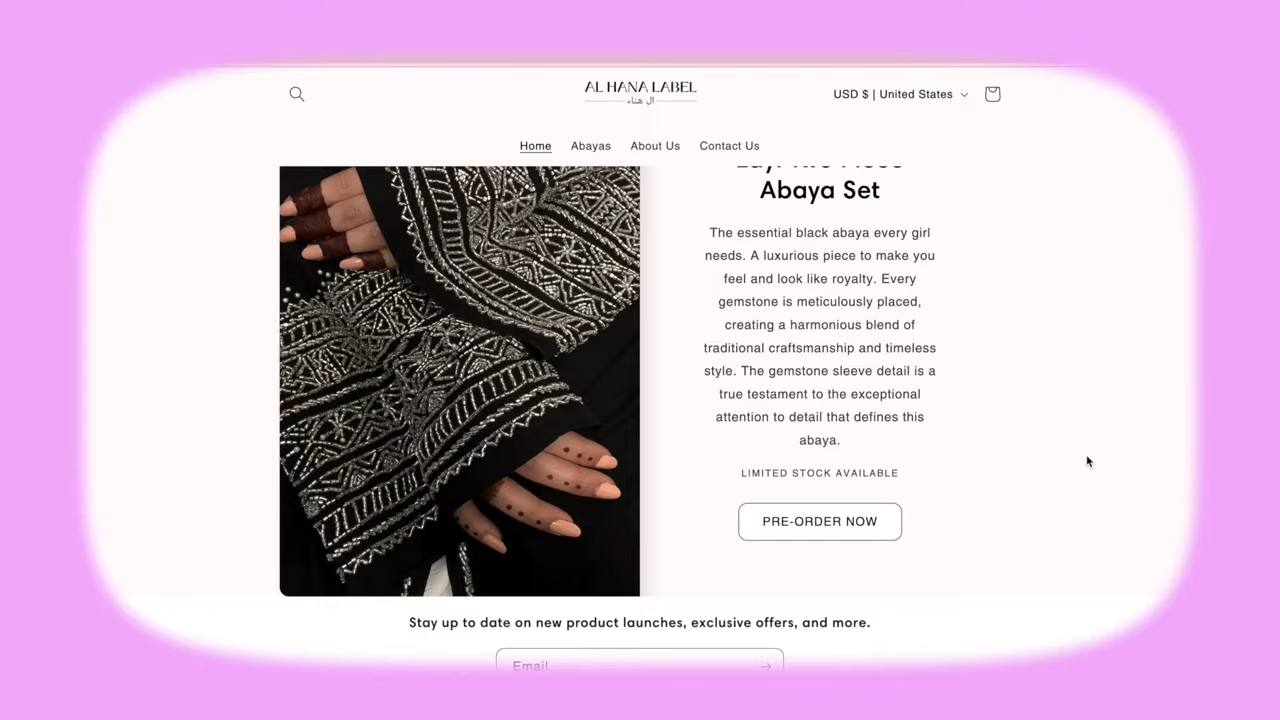 AL HANA LABEL
ال هناء
USD $ | United States
Home
Abayas
About Us
Contact Us
Abaya Set
The essential black abaya every girl
needs. A luxurious piece to make you
feel and look like royalty. Every
gemstone is meticulously placed,
creating a harmonious blend of
traditional craftsmanship and timeless
style. The gemstone sleeve detail is a
true testament to the exceptional
attention to detail that defines this
abaya.
LIMITED STOCK AVAILABLE
PRE-ORDER NOW
Stay up to date on new product launches, exclusive offers, and more.
Email